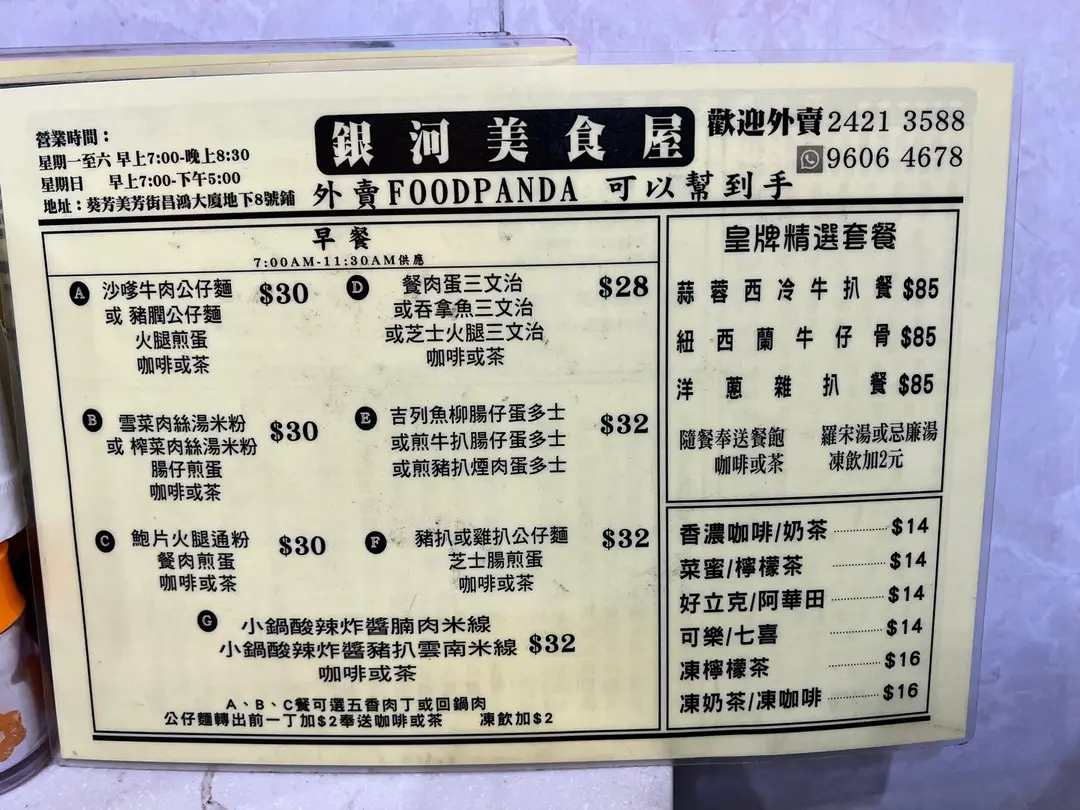 營業時間：
星期一至六 早上7:00-晚上8:30
星期日 早上7:00-下午5:00
地址：葵芳美芳街昌鴻大廈地下8號鋪
銀河美食屋
歡迎外賣2421 3588
9606 4678
外賣FOODPANDA 可以幫到手
早餐
7:00AM-11:30AM供應
A 沙嗲牛肉公仔麵 $30
或 豬膶公仔麵
火腿煎蛋
咖啡或茶
D 餐肉蛋三文治 $28
或吞拿魚三文治
或芝士火腿三文治
咖啡或茶
B 雪菜肉絲湯米粉 $30
或 榨菜肉絲湯米粉
腸仔煎蛋
咖啡或茶
E 吉列魚柳腸仔蛋多士 $32
或煎牛扒腸仔蛋多士
或煎豬扒煙肉蛋多士
C 鮑片火腿通粉 $30
餐肉煎蛋
咖啡或茶
F 豬扒或雞扒公仔麵 $32
芝士腸煎蛋
咖啡或茶
G 小鍋酸辣炸醬腩肉米線
小鍋酸辣炸醬豬扒雲南米線 $32
咖啡或茶
A、B、C餐可選五香肉丁或回鍋肉
公仔麵轉出前一丁加$2奉送咖啡或茶 凍飲加$2
皇牌精選套餐
蒜蓉西冷牛扒餐 $85
紐西蘭牛仔骨 $85
洋蔥雜扒餐 $85
隨餐奉送餐飽 羅宋湯或忌廉湯
咖啡或茶 凍飲加2元
香濃咖啡/奶茶 $14
菜蜜/檸檬茶 $14
好立克/阿華田 $14
可樂/七喜 $14
凍檸檬茶 $16
凍奶茶/凍咖啡 $16